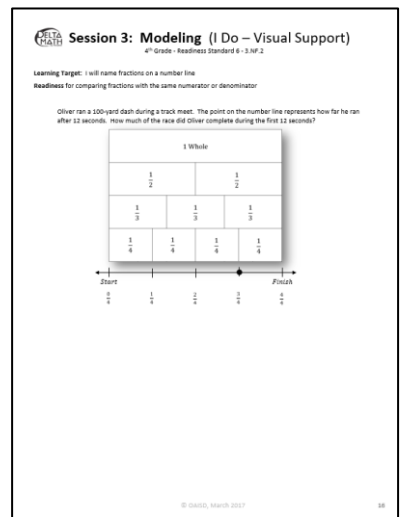 DELTA MATH
Session 3: Modeling (I Do – Visual Support)
4th Grade - Readiness Standard 6 - 3.NF.2
Learning Target: I will name fractions on a number line
Readiness for comparing fractions with the same numerator or denominator
Oliver ran a 100-yard dash during a track meet. The point on the number line represents how far he ran
after 12 seconds. How much of the race did Oliver complete during the first 12 seconds?
1 Whole
1/2 1/2
1/3 1/3 1/3
1/4 1/4 1/4 1/4
Start Finish
0/4 1/4 2/4 3/4 4/4
© OAISD, March 2017 16